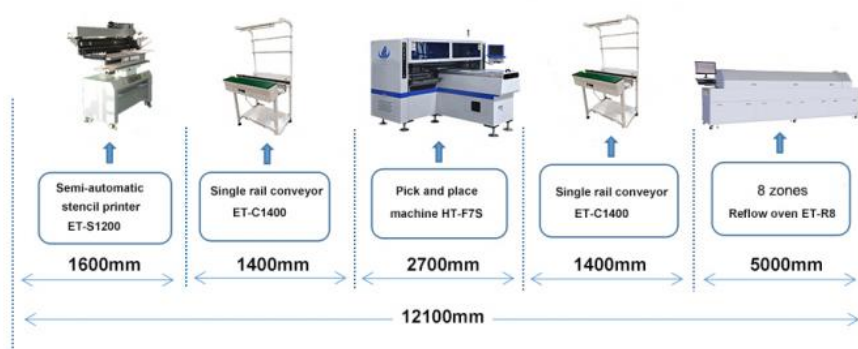 Semi-automatic
stencil printer
ET-S1200
Single rail conveyor
ET-C1400
Pick and place
machine HT-F7S
Single rail conveyor
ET-C1400
8 zones
Reflow oven ET-R8
1600mm
1400mm
2700mm
1400mm
5000mm
12100mm